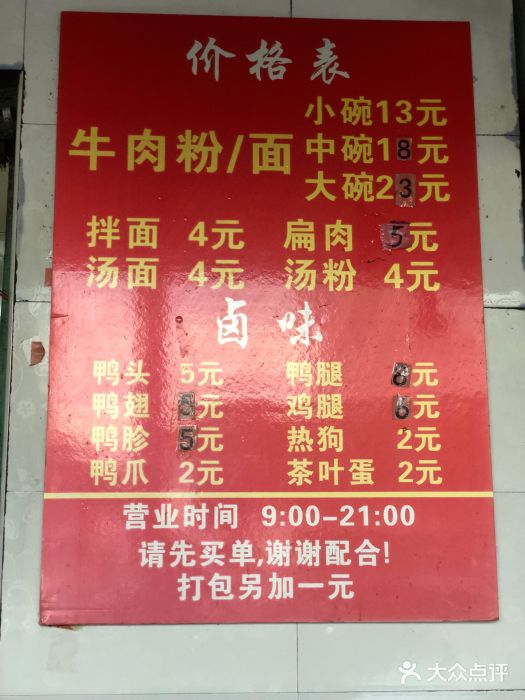 价格表
小碗13元
牛肉粉/面 中碗18元
大碗23元
拌面 4元 扁肉 5元
汤面 4元 汤粉 4元
卤味
鸭头 5元 鸭腿 元
鸭翅 元 鸡腿 6元
鸭胗 5元 热狗 2元
鸭爪 2元 茶叶蛋 2元
营业时间 9:00-21:00
请先买单,谢谢配合!
打包另加一元
大众点评